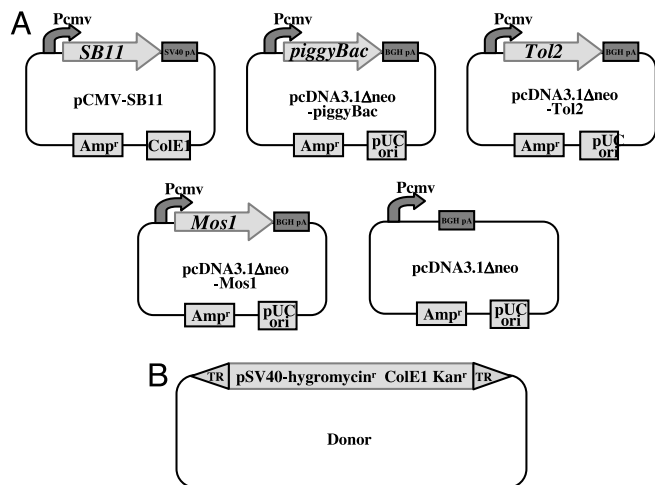 A
Pcmv
SB11
SV40 pA
pCMV-SB11
Ampr
ColE1
Pcmv
piggyBac
BGH pA
pcDNA3.1Δneo
-piggyBac
Ampr
pUC
ori
Pcmv
Tol2
BGH pA
pcDNA3.1Δneo
-Tol2
Ampr
pUC
ori
Pcmv
Mos1
BGH pA
pcDNA3.1Δneo
-Mos1
Ampr
pUC
ori
Pcmv
BGH pA
pcDNA3.1Δneo
Ampr
pUC
ori
B
TR pSV40-hygromycinr ColE1 Kanr TR
Donor